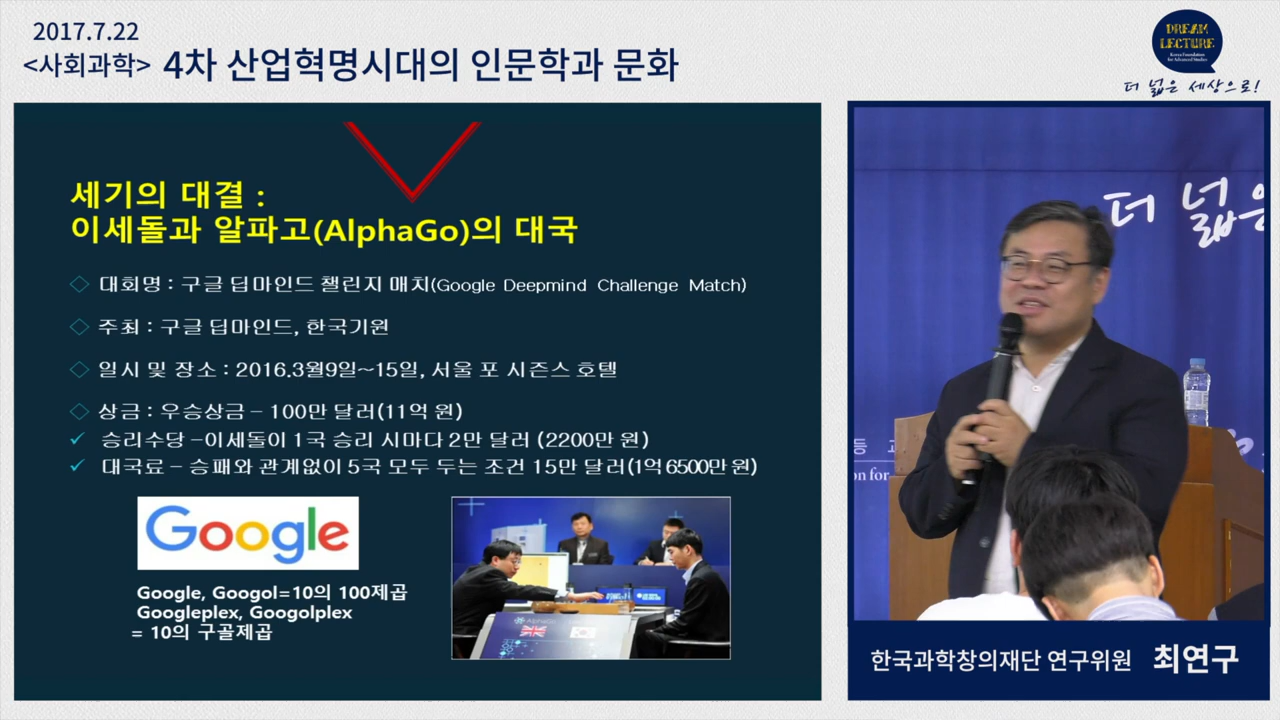 2017.7.22
<사회과학> 4차 산업혁명시대의 인문학과 문화
DREAM
LECTURE
Korea Foundation
for Advanced Studies
더 넓은 세상으로!
세기의 대결 :
이세돌과 알파고(AlphaGo)의 대국
◇ 대회명 : 구글 딥마인드 챌린지 매치(Google Deepmind Challenge Match)
◇ 주최 : 구글 딥마인드, 한국기원
◇ 일시 및 장소 : 2016.3월9일~15일, 서울 포 시즌스 호텔
◇ 상금 : 우승상금 – 100만 달러(11억 원)
✓ 승리수당 –이세돌이 1국 승리 시마다 2만 달러 (2200만 원)
✓ 대국료 – 승패와 관계없이 5국 모두 두는 조건 15만 달러(1억 6500만 원)
Google
Google, Googol=10의 100제곱
Googleplex, Googolplex
= 10의 구골제곱
AlphaGo
더 넓은
등 교
on for
한국과학창의재단 연구위원 최연구